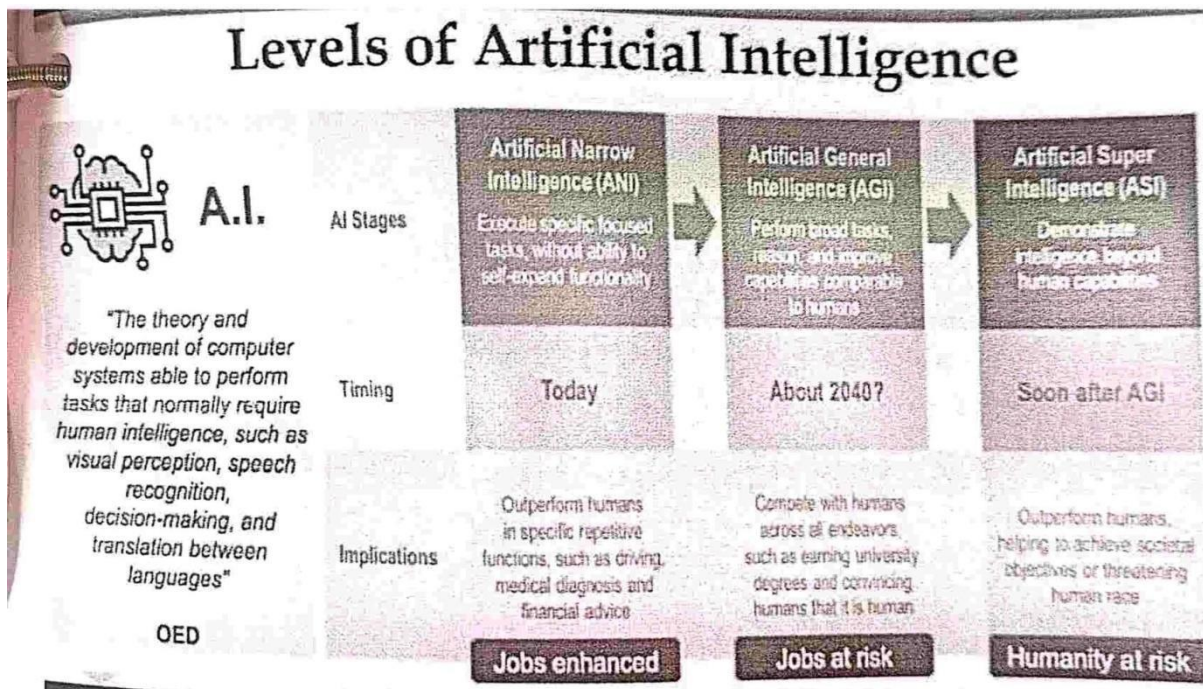 Levels of Artificial Intelligence
A.I.
"The theory and
development of computer
systems able to perform
tasks that normally require
human intelligence, such as
visual perception, speech
recognition,
decision-making, and
translation between
languages"
OED
AI Stages
Artificial Narrow
Intelligence (ANI)
Execute specific focused
tasks, without ability to
self-expand functionality
Artificial General
Intelligence (AGI)
Perform broad tasks,
reason, and improve
capabilities comparable
to humans
Artificial Super
Intelligence (ASI)
Demonstrate
intelligence beyond
human capabilities
Timing
Today
About 2040?
Soon after AGI
Implications
Outperform humans
in specific repetitive
functions, such as driving,
medical diagnosis and
financial advice
Compete with humans
across all endeavors,
such as earning university
degrees and convincing
humans that it is human
Outperform humans,
helping to achieve societal
objectives or threatening
human race
Jobs enhanced
Jobs at risk
Humanity at risk